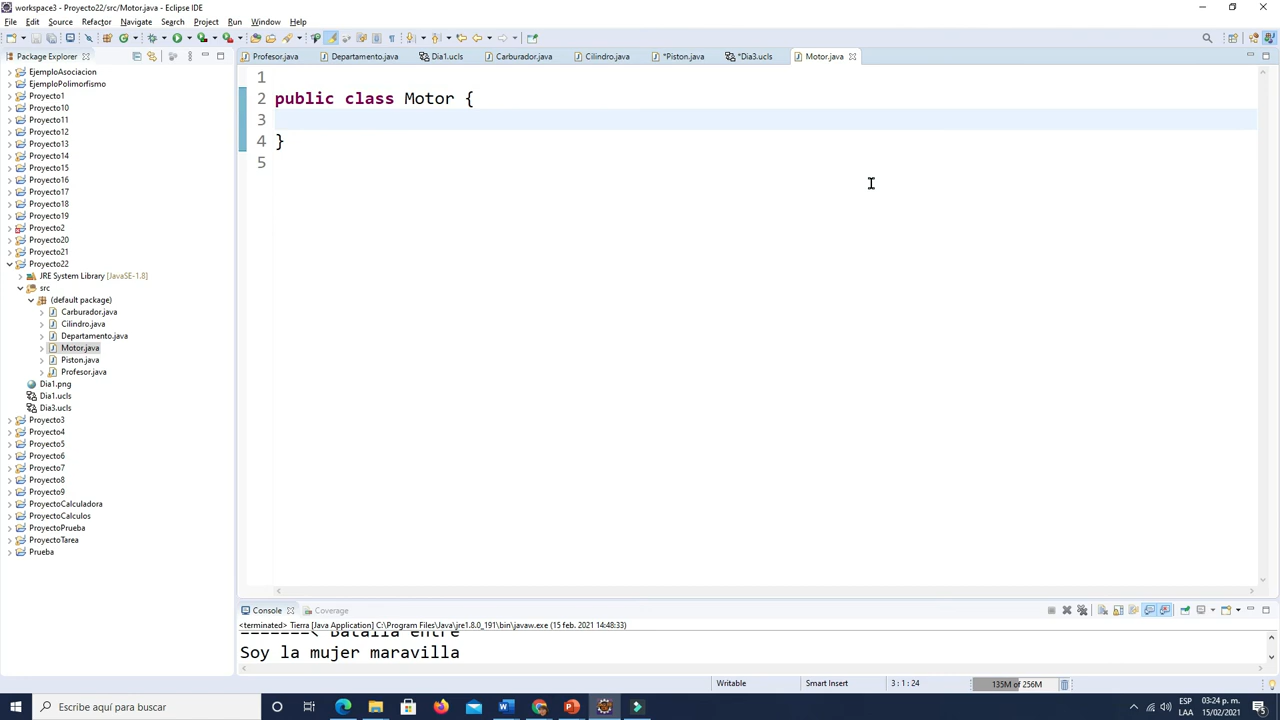 workspace3 - Proyecto22/src/Motor.java - Eclipse IDE
File Edit Source Refactor Navigate Search Project Run Window Help
Package Explorer
Profesor.java Departamento.java Dia1.ucls Carburador.java Cilindro.java *Piston.java *Dia3.ucls Motor.java
EjemploAsociacion
EjemploPolimorfismo
Proyecto1
Proyecto10
Proyecto11
Proyecto12
Proyecto13
Proyecto14
Proyecto15
Proyecto16
Proyecto17
Proyecto18
Proyecto19
Proyecto2
Proyecto20
Proyecto21
Proyecto22
JRE System Library [JavaSE-1.8]
src
(default package)
Carburador.java
Cilindro.java
Departamento.java
Motor.java
Piston.java
Profesor.java
Dia1.png
Dia1.ucls
Dia3.ucls
Proyecto3
Proyecto4
Proyecto5
Proyecto6
Proyecto7
Proyecto8
Proyecto9
ProyectoCalculadora
ProyectoCalculos
ProyectoPrueba
ProyectoTarea
Prueba
1
2 public class Motor {
3
4 }
5
Console Coverage
<terminated> Tierra [Java Application] C:\Program Files\Java\jre1.8.0_191\bin\javaw.exe (15 feb. 2021 14:48:33)
=======< Batalla entre
Soy la mujer maravilla
Writable Smart Insert 3 : 1 : 24 135M of 256M
Escribe aquí para buscar
ESP 03:24 p. m.
LAA 15/02/2021
5